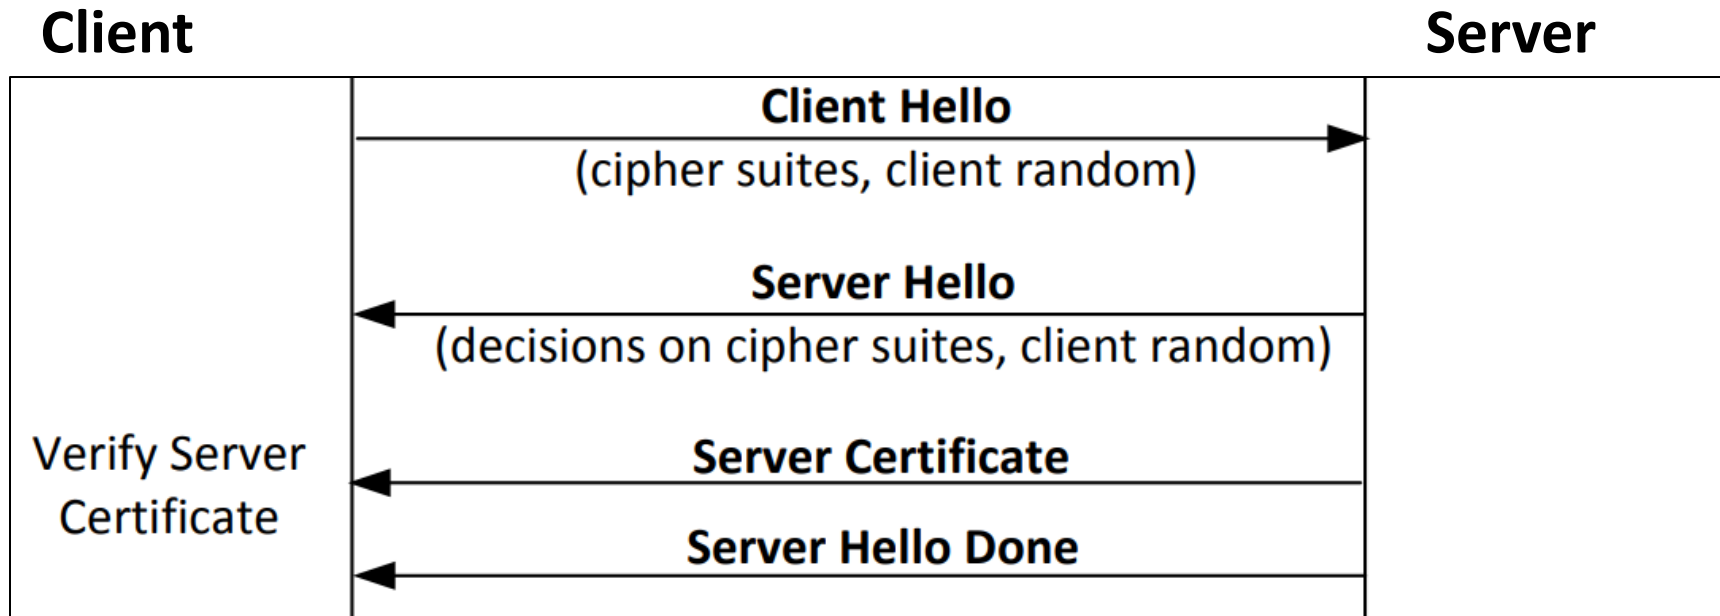 Client
Server
Client Hello
(cipher suites, client random)
Server Hello
(decisions on cipher suites, client random)
Verify Server
Certificate
Server Certificate
Server Hello Done